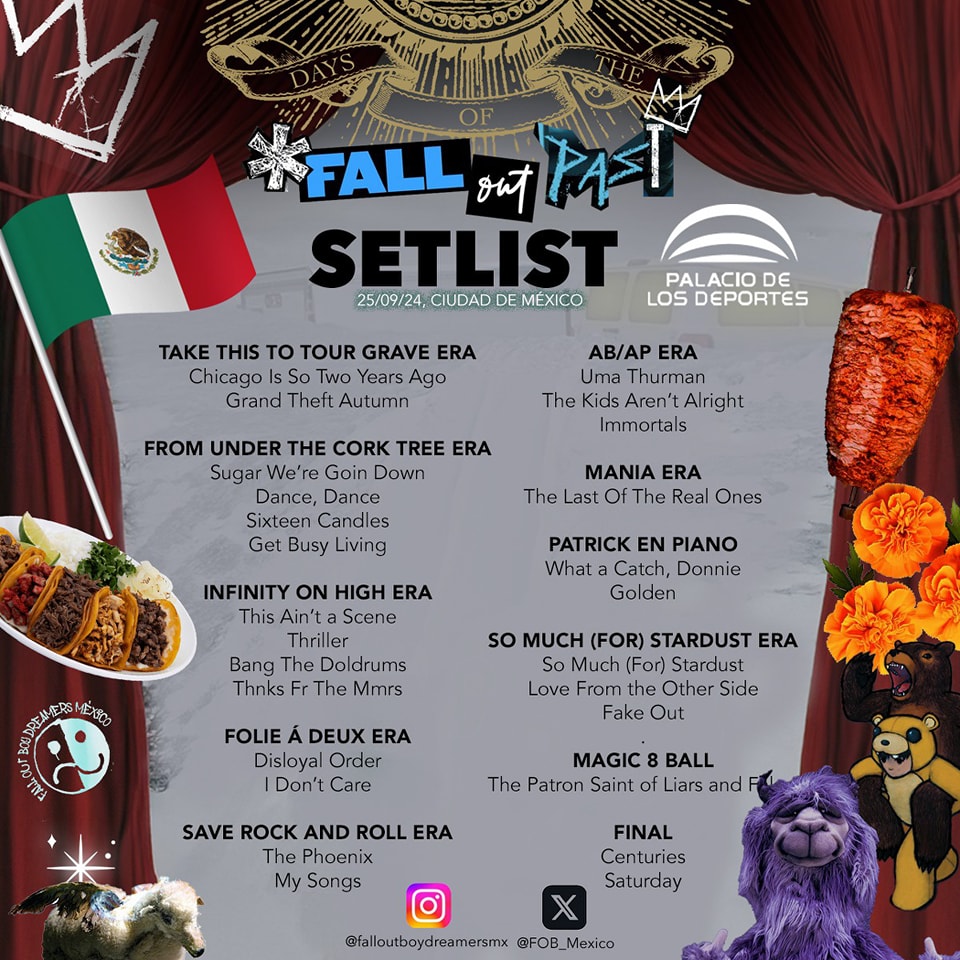 DAYS
OF
THE
*FALL out PAST
SETLIST
25/09/24, CIUDAD DE MÉXICO
PALACIO DE
LOS DEPORTES
TAKE THIS TO TOUR GRAVE ERA
Chicago Is So Two Years Ago
Grand Theft Autumn
FROM UNDER THE CORK TREE ERA
Sugar We're Goin Down
Dance, Dance
Sixteen Candles
Get Busy Living
INFINITY ON HIGH ERA
This Ain't a Scene
Thriller
Bang The Doldrums
Thnks Fr The Mmrs
FOLIE Á DEUX ERA
Disloyal Order
I Don't Care
SAVE ROCK AND ROLL ERA
The Phoenix
My Songs
AB/AP ERA
Uma Thurman
The Kids Aren't Alright
Immortals
MANIA ERA
The Last Of The Real Ones
PATRICK EN PIANO
What a Catch, Donnie
Golden
SO MUCH (FOR) STARDUST ERA
So Much (For) Stardust
Love From the Other Side
Fake Out
.
MAGIC 8 BALL
The Patron Saint of Liars and
FINAL
Centuries
Saturday
FALL OUT BOY DREAMERS MÉXICO
@falloutboydreamersmx
@FOB_Mexico